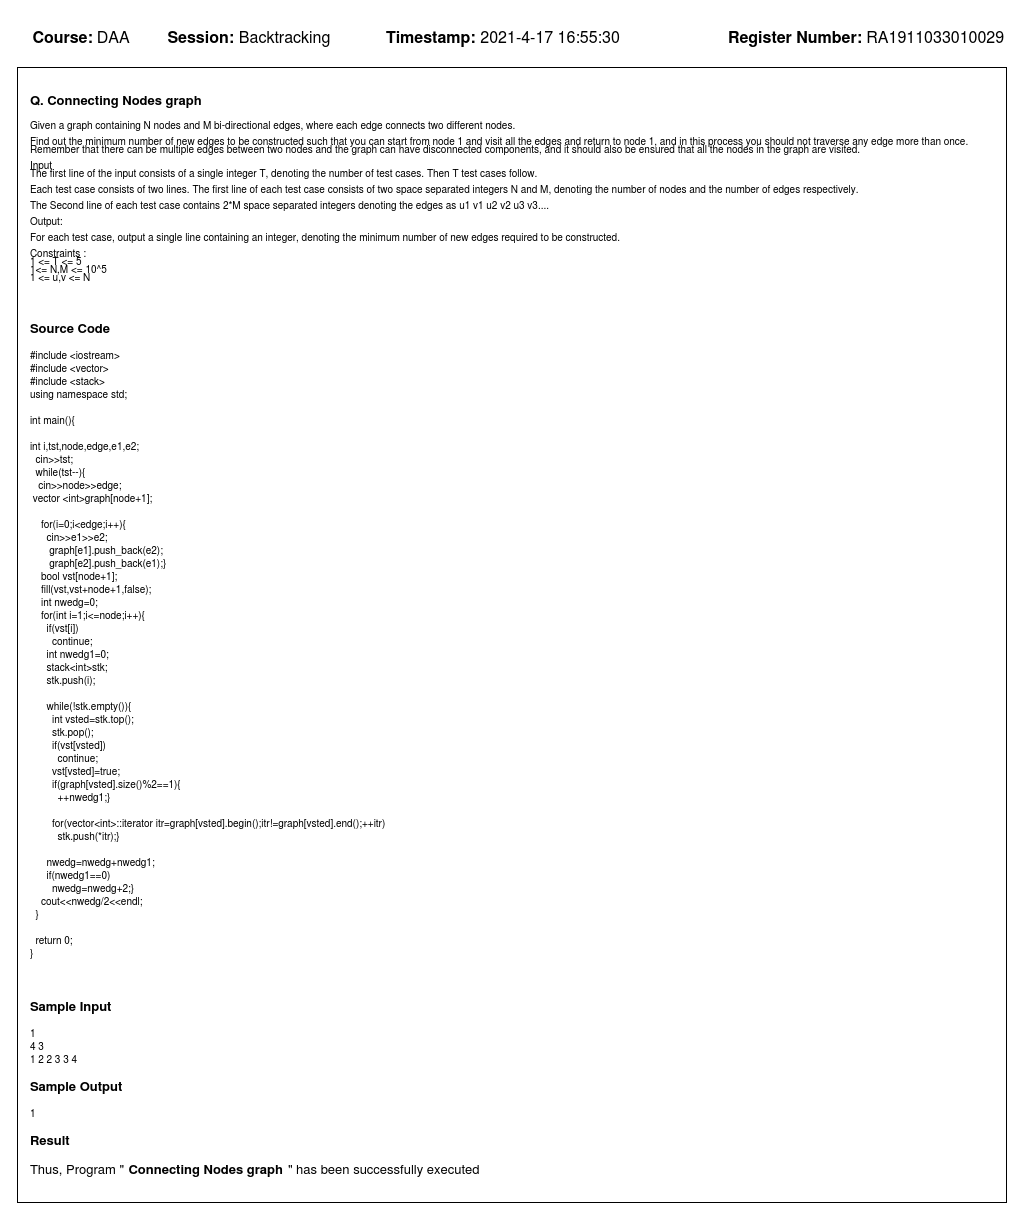 Course: DAA Session: Backtracking Timestamp: 2021-4-17 16:55:30 Register Number: RA1911033010029
Q. Connecting Nodes graph
Given a graph containing N nodes and M bi-directional edges, where each edge connects two different nodes.
Find out the minimum number of new edges to be constructed such that you can start from node 1 and visit all the edges and return to node 1, and in this process you should not traverse any edge more than once.
Remember that there can be multiple edges between two nodes and the graph can have disconnected components, and it should also be ensured that all the nodes in the graph are visited.
Input
The first line of the input consists of a single integer T, denoting the number of test cases. Then T test cases follow.
Each test case consists of two lines. The first line of each test case consists of two space separated integers N and M, denoting the number of nodes and the number of edges respectively.
The Second line of each test case contains 2*M space separated integers denoting the edges as u1 v1 u2 v2 u3 v3....
Output:
For each test case, output a single line containing an integer, denoting the minimum number of new edges required to be constructed.
Constraints :
1 <= T <= 5
1<= N,M <= 10^5
1 <= u,v <= N
Source Code
#include <iostream>
#include <vector>
#include <stack>
using namespace std;
int main(){
int i,tst,node,edge,e1,e2;
cin>>tst;
while(tst--){
cin>>node>>edge;
vector <int>graph[node+1];
for(i=0;i<edge;i++){
cin>>e1>>e2;
graph[e1].push_back(e2);
graph[e2].push_back(e1);}
bool vst[node+1];
fill(vst,vst+node+1,false);
int nwedg=0;
for(int i=1;i<=node;i++){
if(vst[i])
continue;
int nwedg1=0;
stack<int>stk;
stk.push(i);
while(!stk.empty()){
int vsted=stk.top();
stk.pop();
if(vst[vsted])
continue;
vst[vsted]=true;
if(graph[vsted].size()%2==1){
++nwedg1;}
for(vector<int>::iterator itr=graph[vsted].begin();itr!=graph[vsted].end();++itr)
stk.push(*itr);}
nwedg=nwedg+nwedg1;
if(nwedg1==0)
nwedg=nwedg+2;}
cout<<nwedg/2<<endl;
}
return 0;
}
Sample Input
1
4 3
1 2 2 3 3 4
Sample Output
1
Result
Thus, Program " Connecting Nodes graph " has been successfully executed